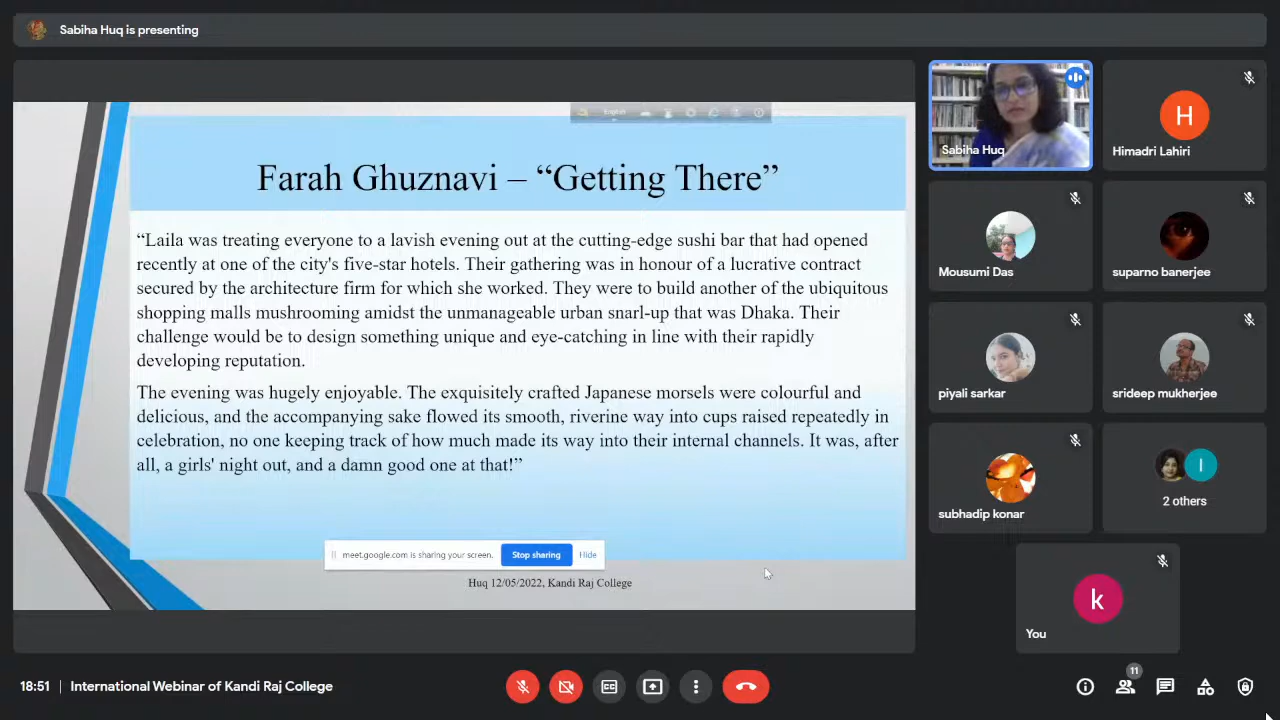 Sabiha Huq is presenting
English
Farah Ghuznavi – “Getting There”
“Laila was treating everyone to a lavish evening out at the cutting-edge sushi bar that had opened
recently at one of the city's five-star hotels. Their gathering was in honour of a lucrative contract
secured by the architecture firm for which she worked. They were to build another of the ubiquitous
shopping malls mushrooming amidst the unmanageable urban snarl-up that was Dhaka. Their
challenge would be to design something unique and eye-catching in line with their rapidly
developing reputation.
The evening was hugely enjoyable. The exquisitely crafted Japanese morsels were colourful and
delicious, and the accompanying sake flowed its smooth, riverine way into cups raised repeatedly in
celebration, no one keeping track of how much made its way into their internal channels. It was, after
all, a girls' night out, and a damn good one at that!”
meet.google.com is sharing your screen.
Stop sharing
Hide
Huq 12/05/2022, Kandi Raj College
Sabiha Huq
H
Himadri Lahiri
Mousumi Das
suparno banerjee
piyali sarkar
srideep mukherjee
subhadip konar
I
2 others
k
You
18:51 | International Webinar of Kandi Raj College
CC
11